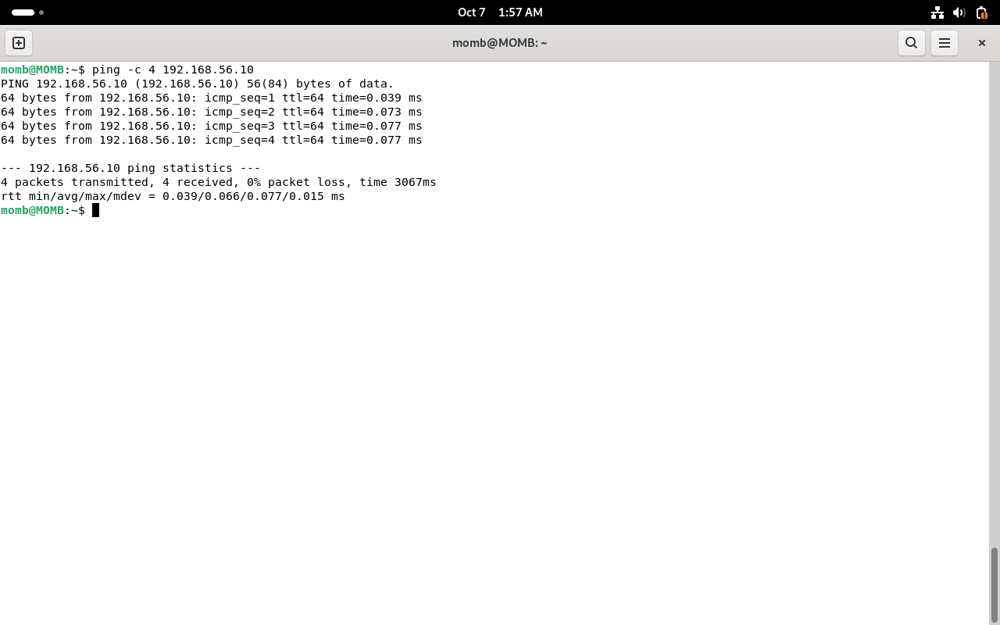 Oct 7 1:57 AM
momb@MOMB: ~
momb@MOMB:~$ ping -c 4 192.168.56.10
PING 192.168.56.10 (192.168.56.10) 56(84) bytes of data.
64 bytes from 192.168.56.10: icmp_seq=1 ttl=64 time=0.039 ms
64 bytes from 192.168.56.10: icmp_seq=2 ttl=64 time=0.073 ms
64 bytes from 192.168.56.10: icmp_seq=3 ttl=64 time=0.077 ms
64 bytes from 192.168.56.10: icmp_seq=4 ttl=64 time=0.077 ms

--- 192.168.56.10 ping statistics ---
4 packets transmitted, 4 received, 0% packet loss, time 3067ms
rtt min/avg/max/mdev = 0.039/0.066/0.077/0.015 ms
momb@MOMB:~$